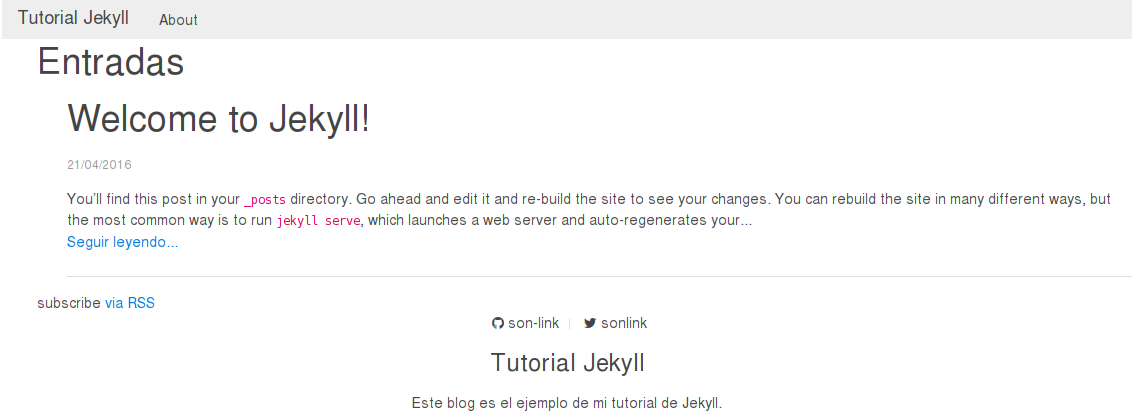 Tutorial Jekyll About
Entradas
Welcome to Jekyll!
21/04/2016
You'll find this post in your _posts directory. Go ahead and edit it and re-build the site to see your changes. You can rebuild the site in many different ways, but
the most common way is to run jekyll serve, which launches a web server and auto-regenerates your...
Seguir leyendo...
subscribe via RSS
son-link | sonlink
Tutorial Jekyll
Este blog es el ejemplo de mi tutorial de Jekyll.